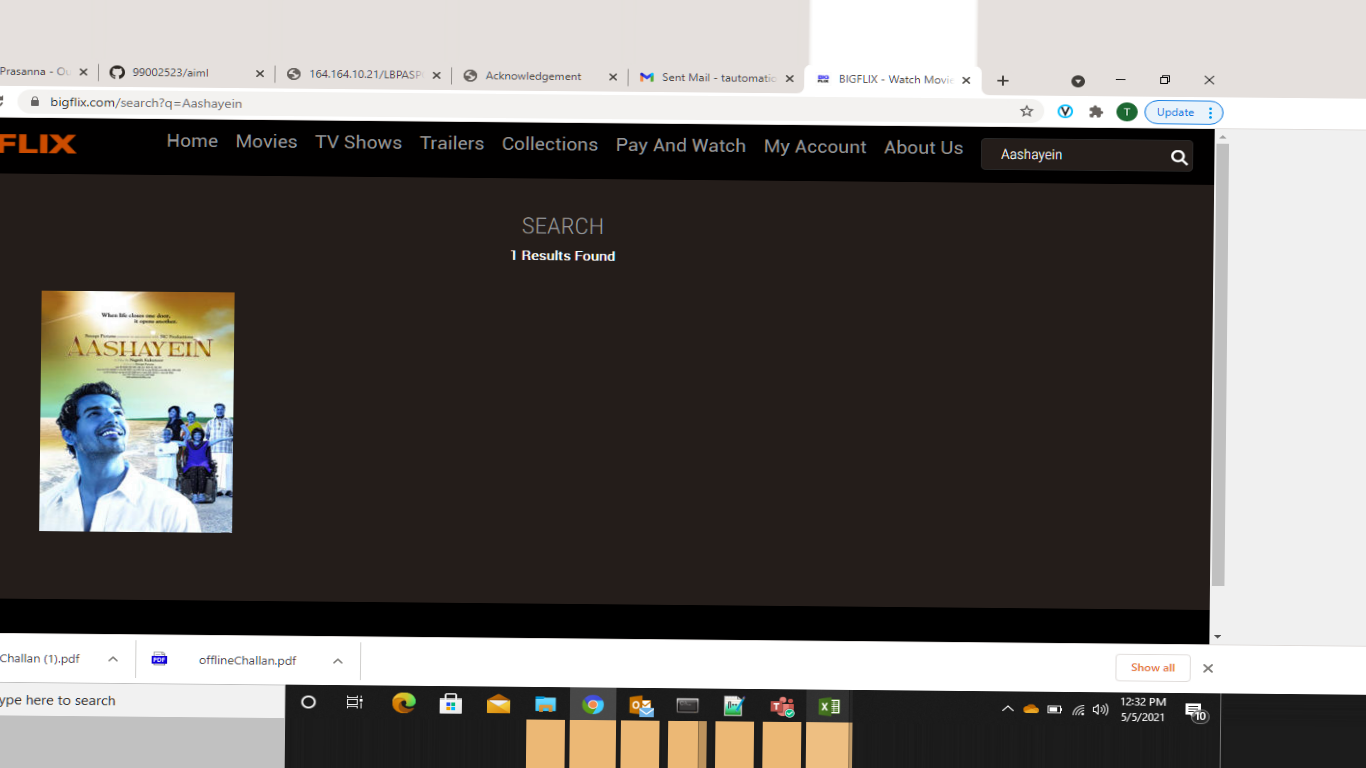 Prasanna - Ou
99002523/aiml
164.164.10.21/LBPASP
Acknowledgement
Sent Mail - tautomatic
BIGFLIX - Watch Movie
bigflix.com/search?q=Aashayein
T
Update
FLIX
Home
Movies
TV Shows
Trailers
Collections
Pay And Watch
My Account
About Us
Aashayein
SEARCH
1 Results Found
When life closes one door,
it opens another.
AASHAYEIN
Challan (1).pdf
PDF
offlineChallan.pdf
Show all
ype here to search
12:32 PM
5/5/2021
10